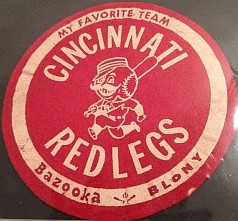 MY FAVORITE TEAM
CINCINNATI
REDLEGS
Bazooka
BLONY